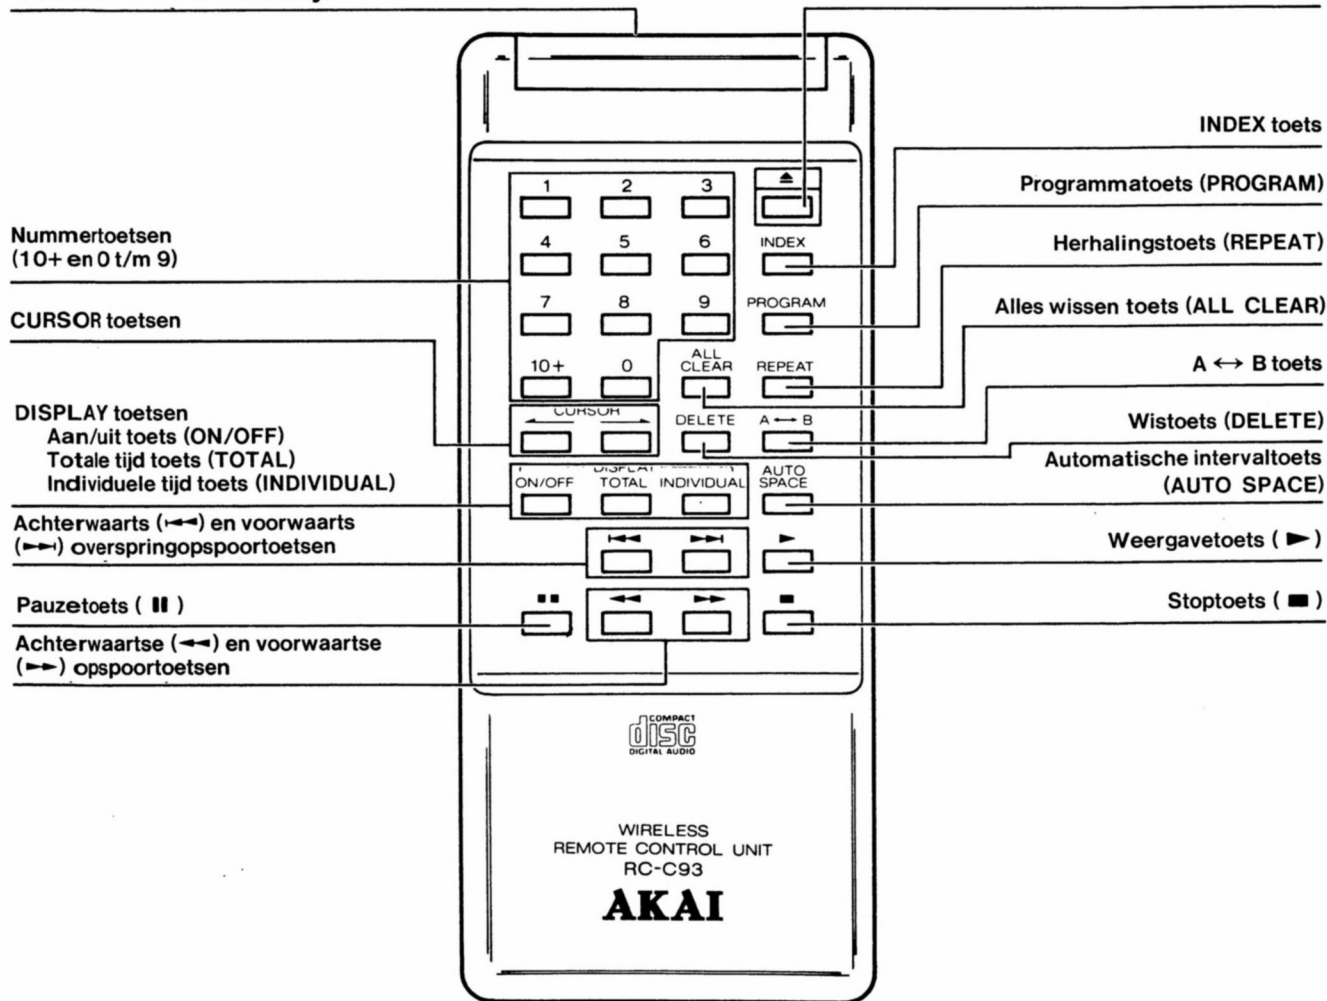 INDEX toets
Programmatoets (PROGRAM)
Herhalingstoets (REPEAT)
Alles wissen toets (ALL CLEAR)
A ↔ B toets
Wistoets (DELETE)
Automatische intervaltoets
(AUTO SPACE)
Weergavetoets ( ► )
Stoptoets ( ■ )
Nummertoetsen
(10+ en 0 t/m 9)
CURSOR toetsen
DISPLAY toetsen
Aan/uit toets (ON/OFF)
Totale tijd toets (TOTAL)
Individuele tijd toets (INDIVIDUAL)
Achterwaarts (|◄◄) en voorwaarts
(►►|) overspringopspoortoetsen
Pauzetoets ( ▮▮ )
Achterwaartse (◄◄) en voorwaartse
(►►) opspoortoetsen
1 2 3 ▲
4 5 6 INDEX
7 8 9 PROGRAM
10+ 0 ALL CLEAR REPEAT
CURSOR DELETE A ↔ B
DISPLAY
ON/OFF TOTAL INDIVIDUAL AUTO SPACE
|◄◄ ►►| ►
▮▮ ◄◄ ►► ■
COMPACT
disc
DIGITAL AUDIO
WIRELESS
REMOTE CONTROL UNIT
RC-C93
AKAI